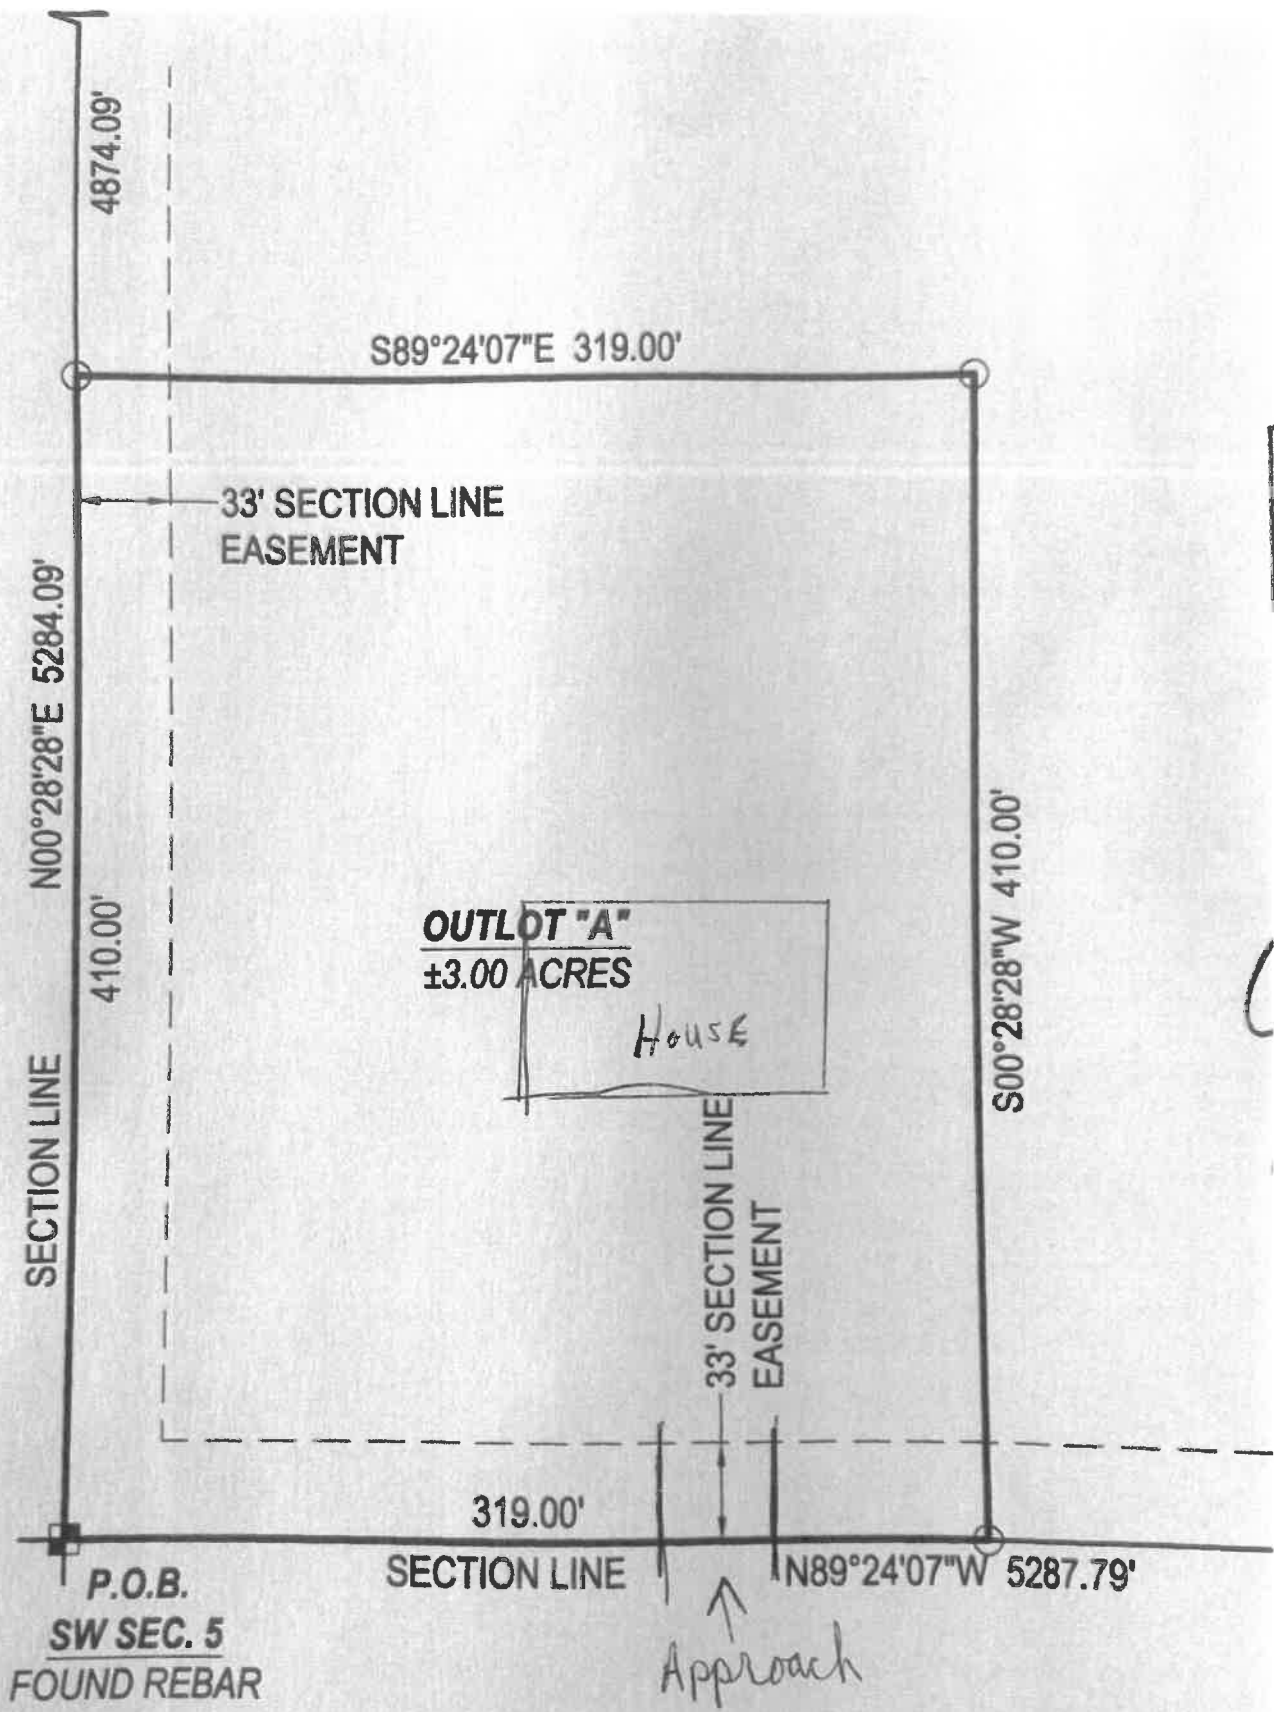 4874.09'
S89°24'07"E 319.00'
33' SECTION LINE
EASEMENT
N00°28'28"E 5284.09'
410.00'
SECTION LINE
OUTLOT "A"
±3.00 ACRES
House
S00°28'28"W 410.00'
33' SECTION LINE
EASEMENT
319.00'
SECTION LINE
N89°24'07"W 5287.79'
P.O.B.
SW SEC. 5
FOUND REBAR
Approach